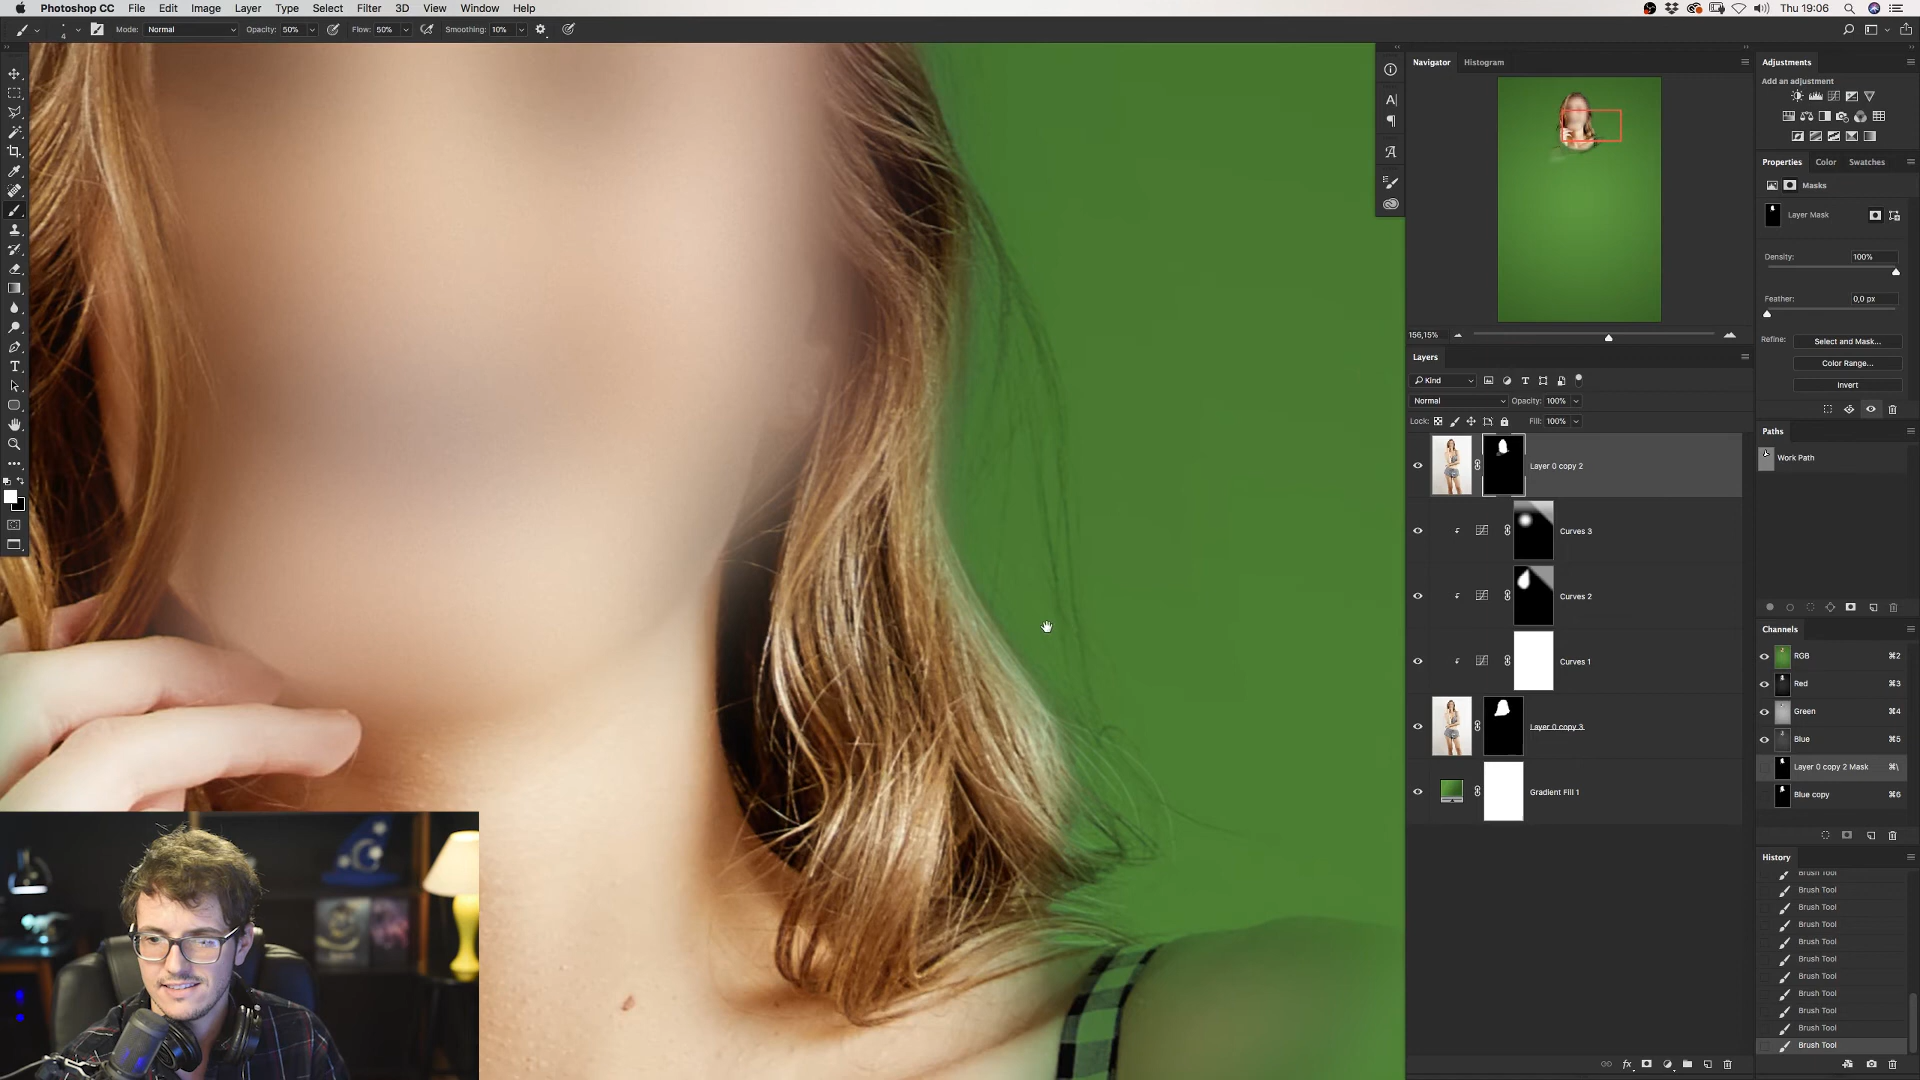 Photoshop CC File Edit Image Layer Type Select Filter 3D View Window Help Thu 19:06
4 Mode: Normal Opacity: 50% Flow: 50% Smoothing: 10%
Navigator Histogram
156,15%
Layers
Kind
Normal Opacity: 100%
Lock: Fill: 100%
Layer 0 copy 2
Curves 3
Curves 2
Curves 1
Layer 0 copy 3
Gradient Fill 1
Adjustments
Add an adjustment
Properties Color Swatches
Masks
Layer Mask
Density: 100%
Feather: 0,0 px
Refine: Select and Mask...
Color Range...
Invert
Paths
Work Path
Channels
RGB ⌘2
Red ⌘3
Green ⌘4
Blue ⌘5
Layer 0 copy 2 Mask ⌘\
Blue copy ⌘6
History
Brush Tool
Brush Tool
Brush Tool
Brush Tool
Brush Tool
Brush Tool
Brush Tool
Brush Tool
Brush Tool
Brush Tool
Brush Tool